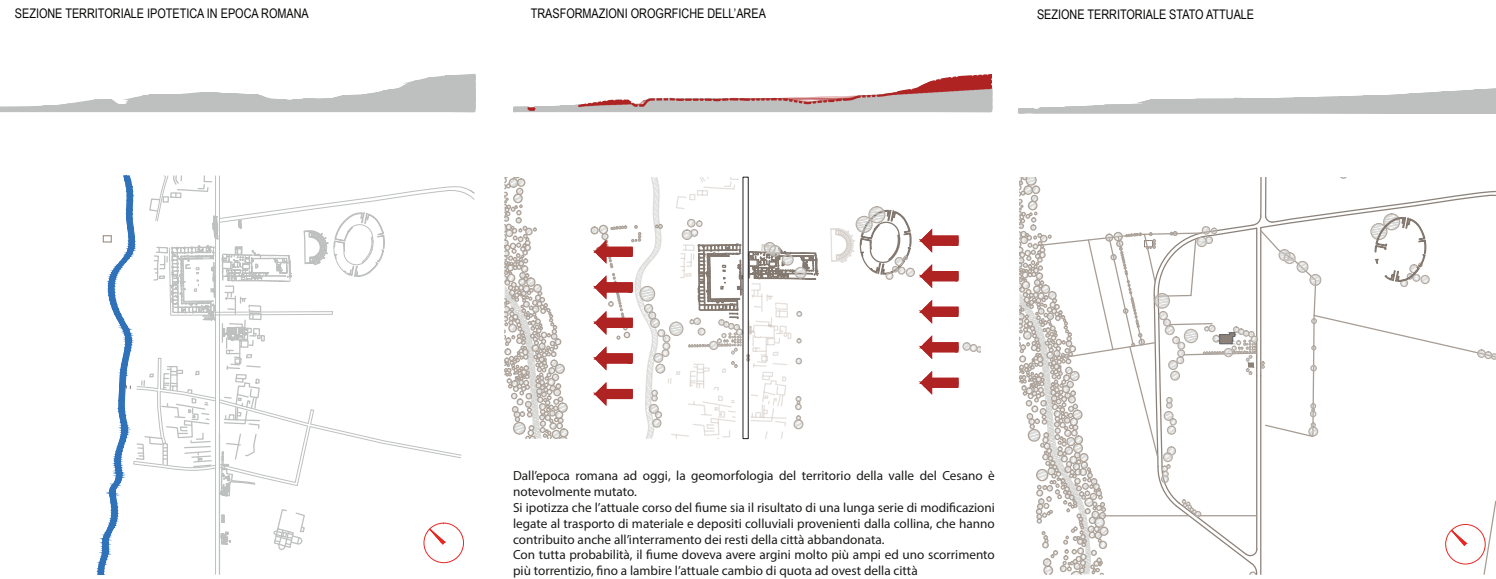 SEZIONE TERRITORIALE IPOTETICA IN EPOCA ROMANA
TRASFORMAZIONI OROGRFICHE DELL'AREA
SEZIONE TERRITORIALE STATO ATTUALE
Dall'epoca romana ad oggi, la geomorfologia del territorio della valle del Cesano è
notevolmente mutato.
Si ipotizza che l'attuale corso del fiume sia il risultato di una lunga serie di modificazioni
legate al trasporto di materiale e depositi colluviali provenienti dalla collina, che hanno
contribuito anche all'interramento dei resti della città abbandonata.
Con tutta probabilità, il fiume doveva avere argini molto più ampi ed uno scorrimento
più torrentizio, fino a lambire l'attuale cambio di quota ad ovest della città